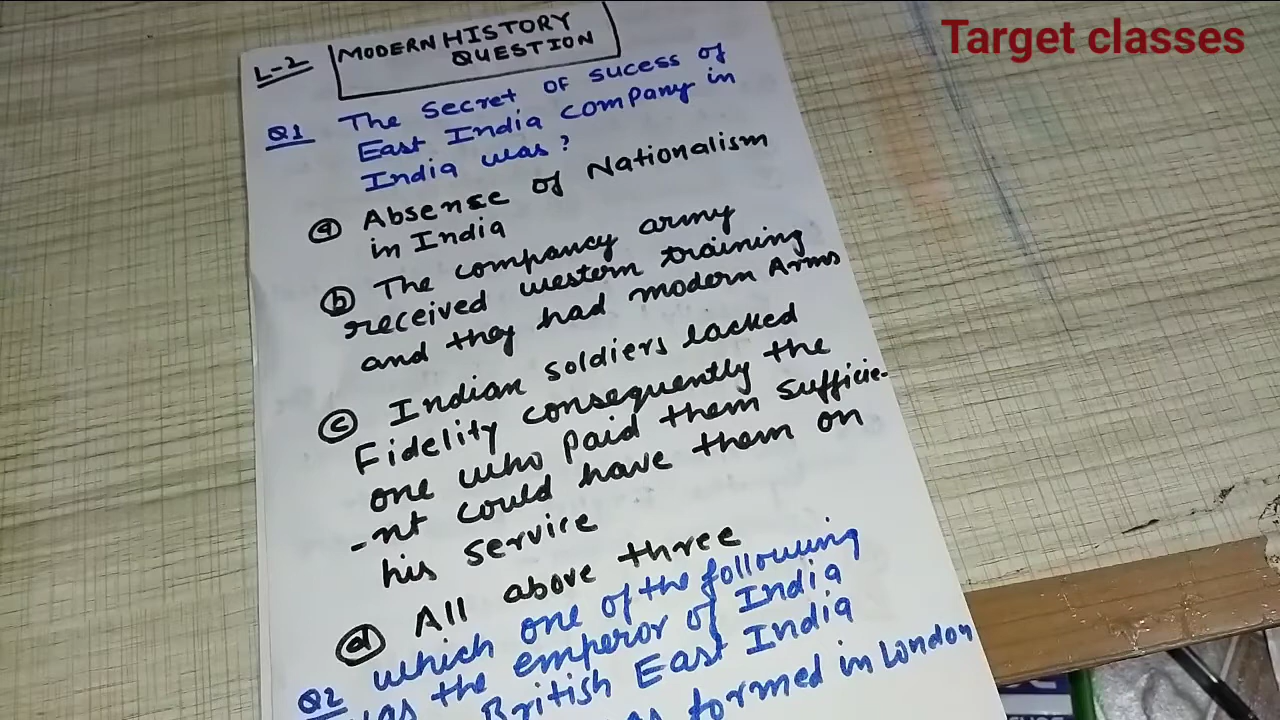 Target classes
L-2
MODERN HISTORY
QUESTION
Q1 The secret of sucess of
East India company in
India was?
(a) Absense of Nationalism
in India
(b) The company army
received western training
and they had modern Arms
(c) Indian soldiers lacked
Fidelity consequently the
one who paid them sufficie-
-nt could have them on
his service
(d) All above three
Q2 which one of the following
the emperor of India
British East India
formed in London